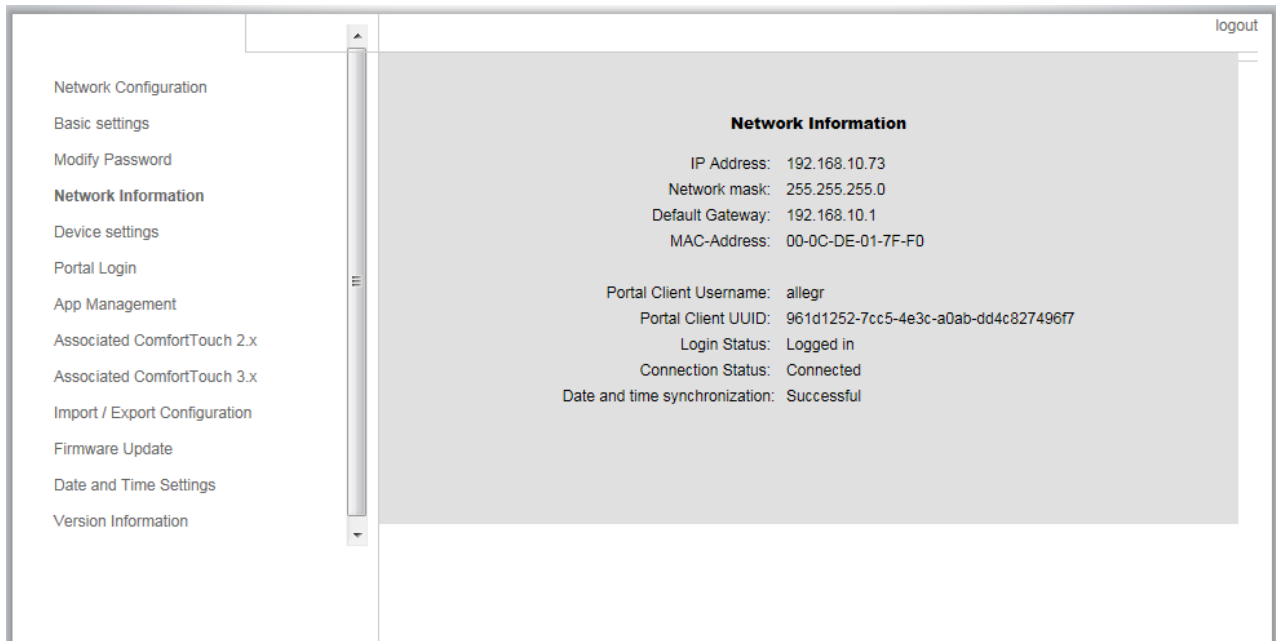 logout
Network Configuration
Basic settings
Modify Password
Network Information
Device settings
Portal Login
App Management
Associated ComfortTouch 2.x
Associated ComfortTouch 3.x
Import / Export Configuration
Firmware Update
Date and Time Settings
Version Information
Network Information
IP Address: 192.168.10.73
Network mask: 255.255.255.0
Default Gateway: 192.168.10.1
MAC-Address: 00-0C-DE-01-7F-F0
Portal Client Username: allegr
Portal Client UUID: 961d1252-7cc5-4e3c-a0ab-dd4c827496f7
Login Status: Logged in
Connection Status: Connected
Date and time synchronization: Successful